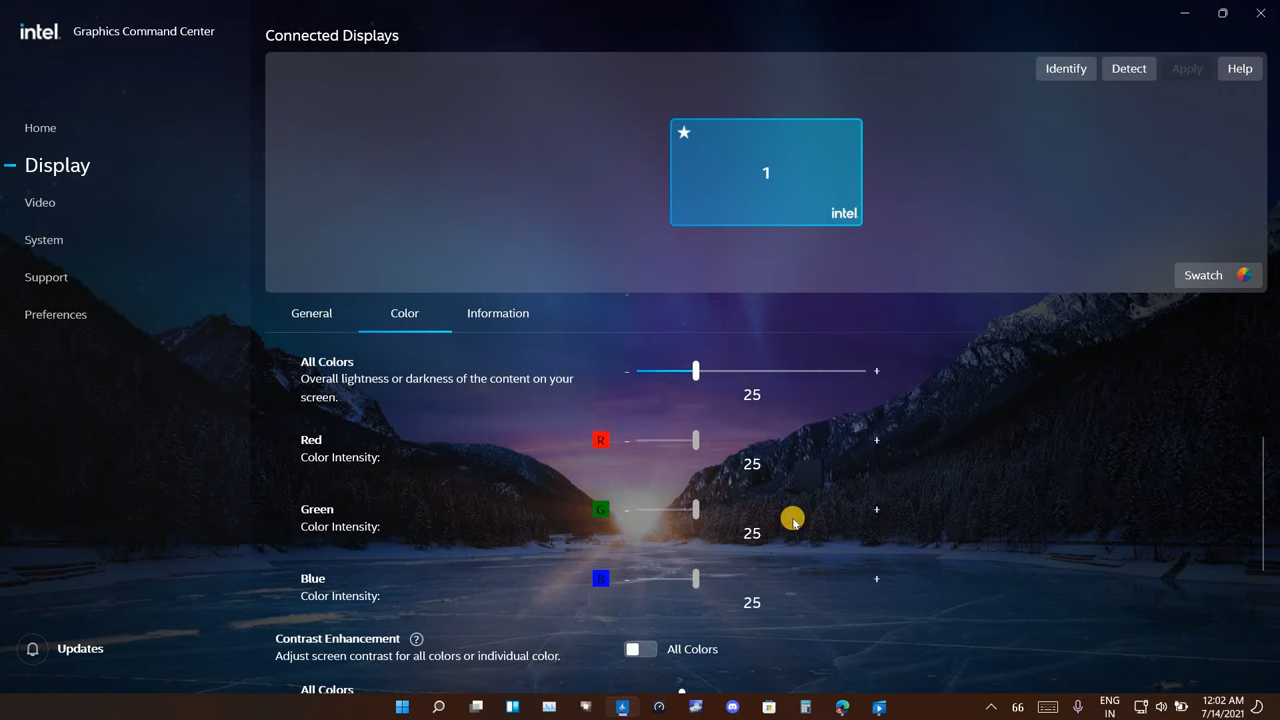 intel. Graphics Command Center
Home
Display
Video
System
Support
Preferences
Updates
Connected Displays
Identify Detect Apply Help
1
intel
Swatch
General Color Information
All Colors
Overall lightness or darkness of the content on your
screen.
- +
25
Red
Color Intensity:
R - +
25
Green
Color Intensity:
G - +
25
Blue
Color Intensity:
B - +
25
Contrast Enhancement ?
Adjust screen contrast for all colors or individual color.
All Colors
All Colors
66
ENG
IN
12:02 AM
7/14/2021